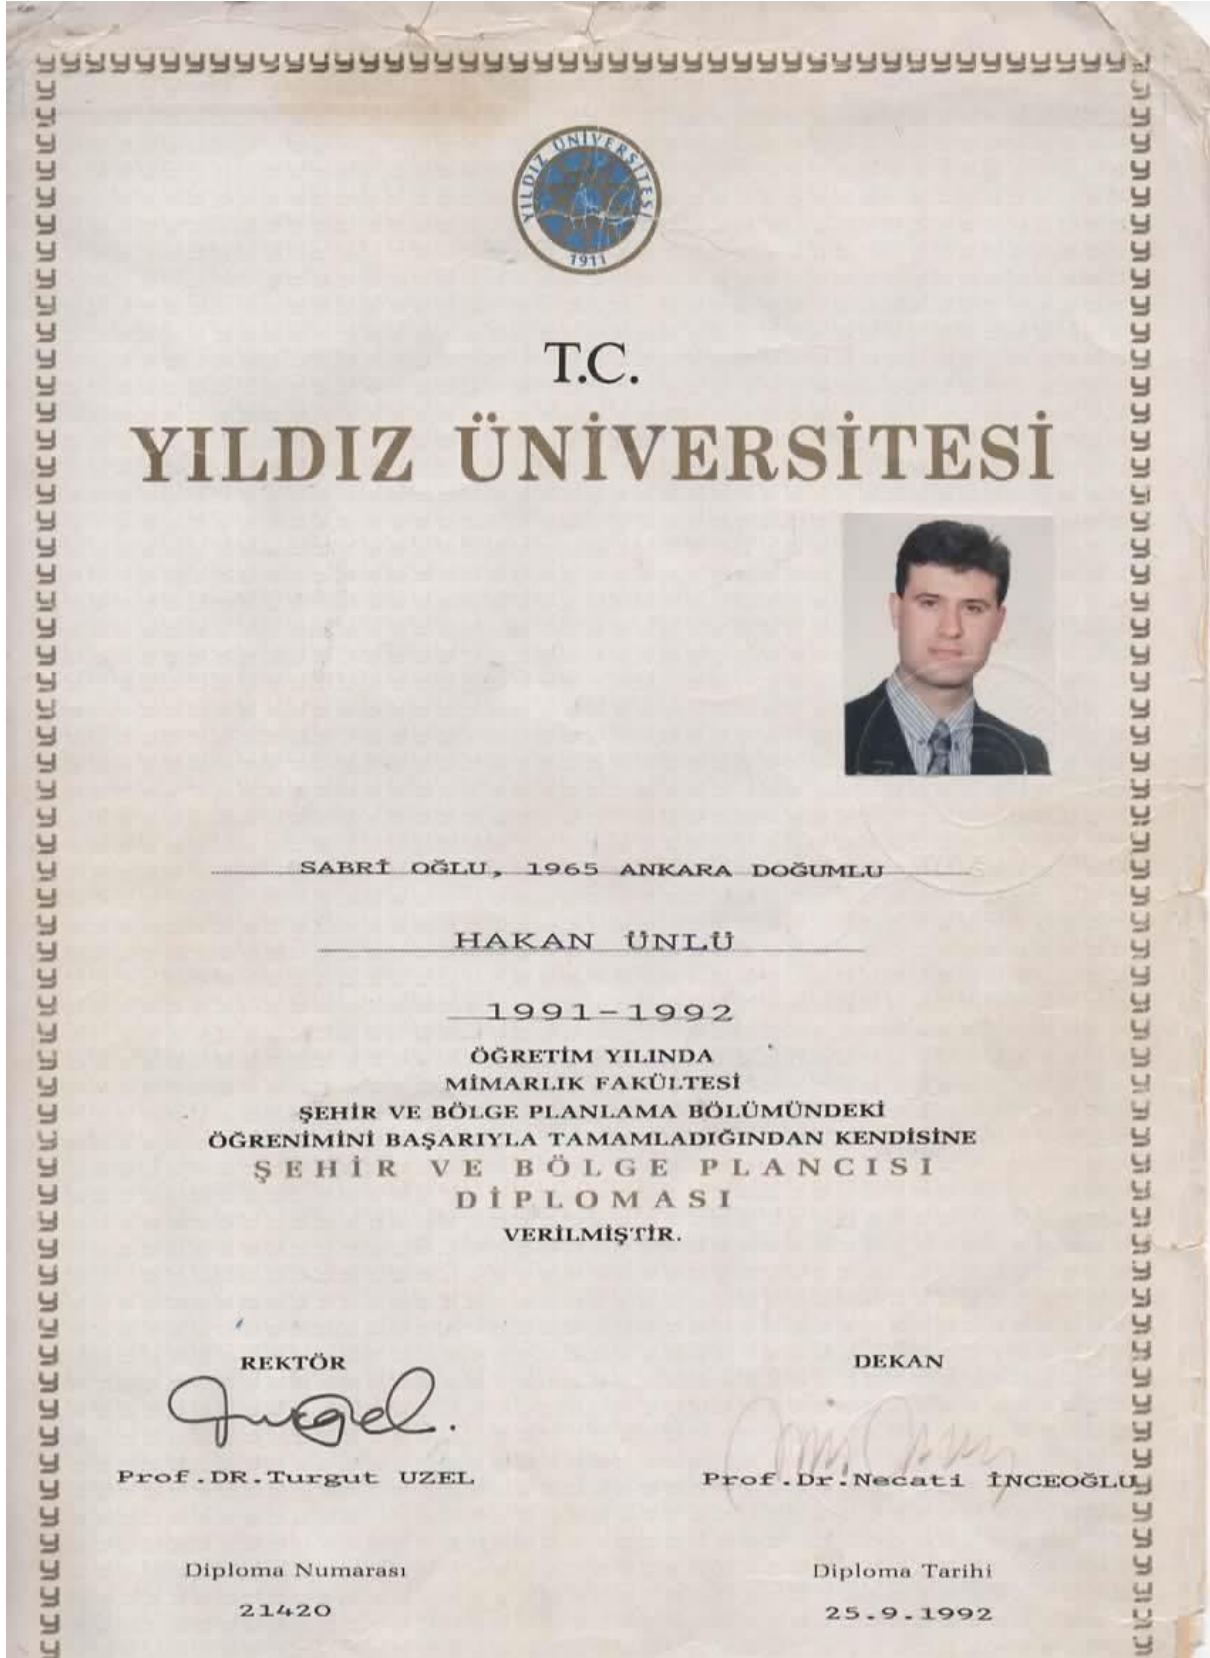 YILDIZ ÜNİVERSİTESİ
1911
T.C.
YILDIZ ÜNİVERSİTESİ
SABRİ OĞLU, 1965 ANKARA DOĞUMLU
HAKAN ÜNLÜ
1991-1992
ÖĞRETİM YILINDA
MİMARLIK FAKÜLTESİ
ŞEHİR VE BÖLGE PLANLAMA BÖLÜMÜNDEKİ
ÖĞRENİMİNİ BAŞARIYLA TAMAMLADIĞINDAN KENDİSİNE
ŞEHİR VE BÖLGE PLANCISI
DİPLOMASI
VERİLMİŞTİR.
REKTÖR
DEKAN
Prof.DR.Turgut UZEL
Prof.Dr.Necati İNCEOĞLU
Diploma Numarası
Diploma Tarihi
21420
25.9.1992